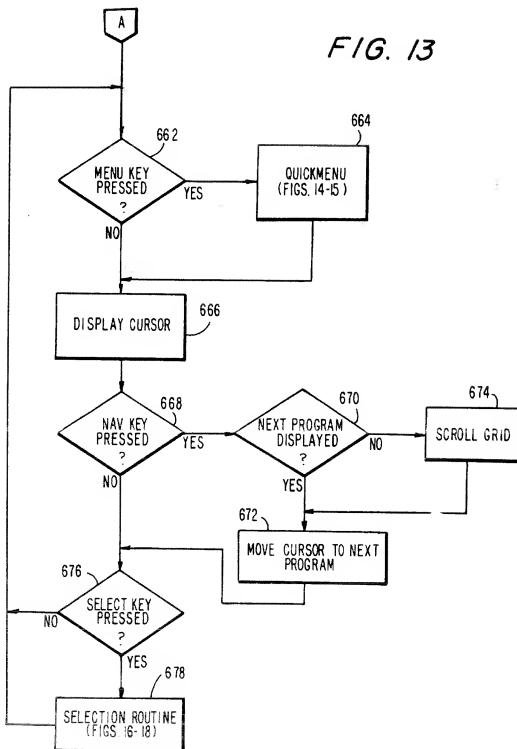 A
FIG. 13
662
MENU KEY
PRESSED
?
YES
NO
664
QUICKMENU
(FIGS. 14-15)
DISPLAY CURSOR
666
NAV KEY
PRESSED
?
668
YES
NO
NEXT PROGRAM
DISPLAYED
?
670
NO
YES
674
SCROLL GRID
672
MOVE CURSOR TO NEXT
PROGRAM
676
SELECT KEY
PRESSED
?
NO
YES
678
SELECTION ROUTINE
(FIGS. 16-18)